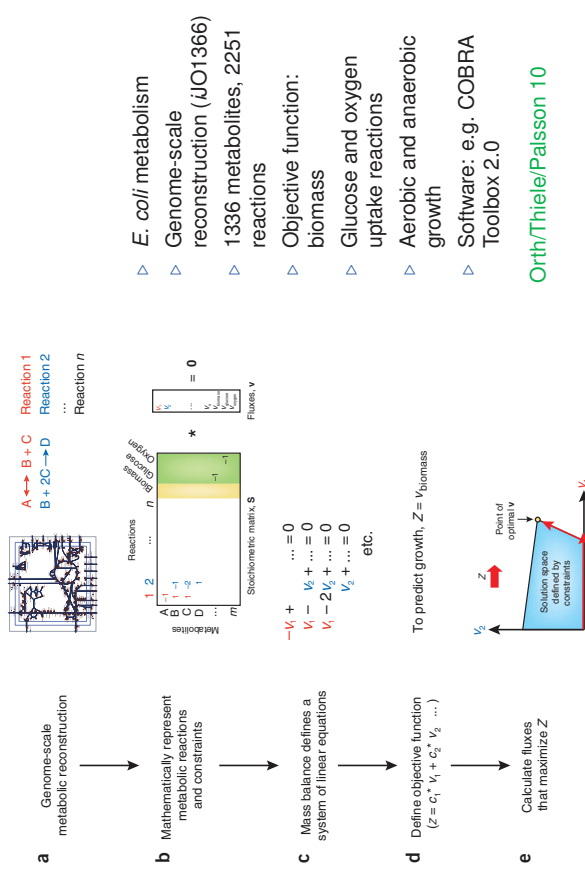 a
Genome-scale
metabolic reconstruction
A ⟷ B + C Reaction 1
B + 2C → D Reaction 2
... Reaction n
b
Mathematically represent
metabolic reactions
and constraints
Reactions
1 2 ... n
Biomass
Glucose
Oxygen
Metabolites
A −1
B 1 −1
C 1 −2
D 1
...
m
−1
−1
Stoichiometric matrix, S
*
v1
v2
...
vn
vbiomass
vglucose
voxygen
= 0
Fluxes, v
c
Mass balance defines a
system of linear equations
−v1 + ... = 0
v1 − v2 + ... = 0
v1 − 2v2 + ... = 0
v2 + ... = 0
etc.
d
Define objective function
(Z = c1* v1 + c2* v2 ...)
To predict growth, Z = vbiomass
e
Calculate fluxes
that maximize Z
v2
Z
Point of
optimal v
Solution space
defined by
constraints
▷ E. coli metabolism
▷ Genome-scale
reconstruction (iJO1366)
▷ 1336 metabolites, 2251
reactions
▷ Objective function:
biomass
▷ Glucose and oxygen
uptake reactions
▷ Aerobic and anaerobic
growth
▷ Software: e.g. COBRA
Toolbox 2.0
Orth/Thiele/Palsson 10